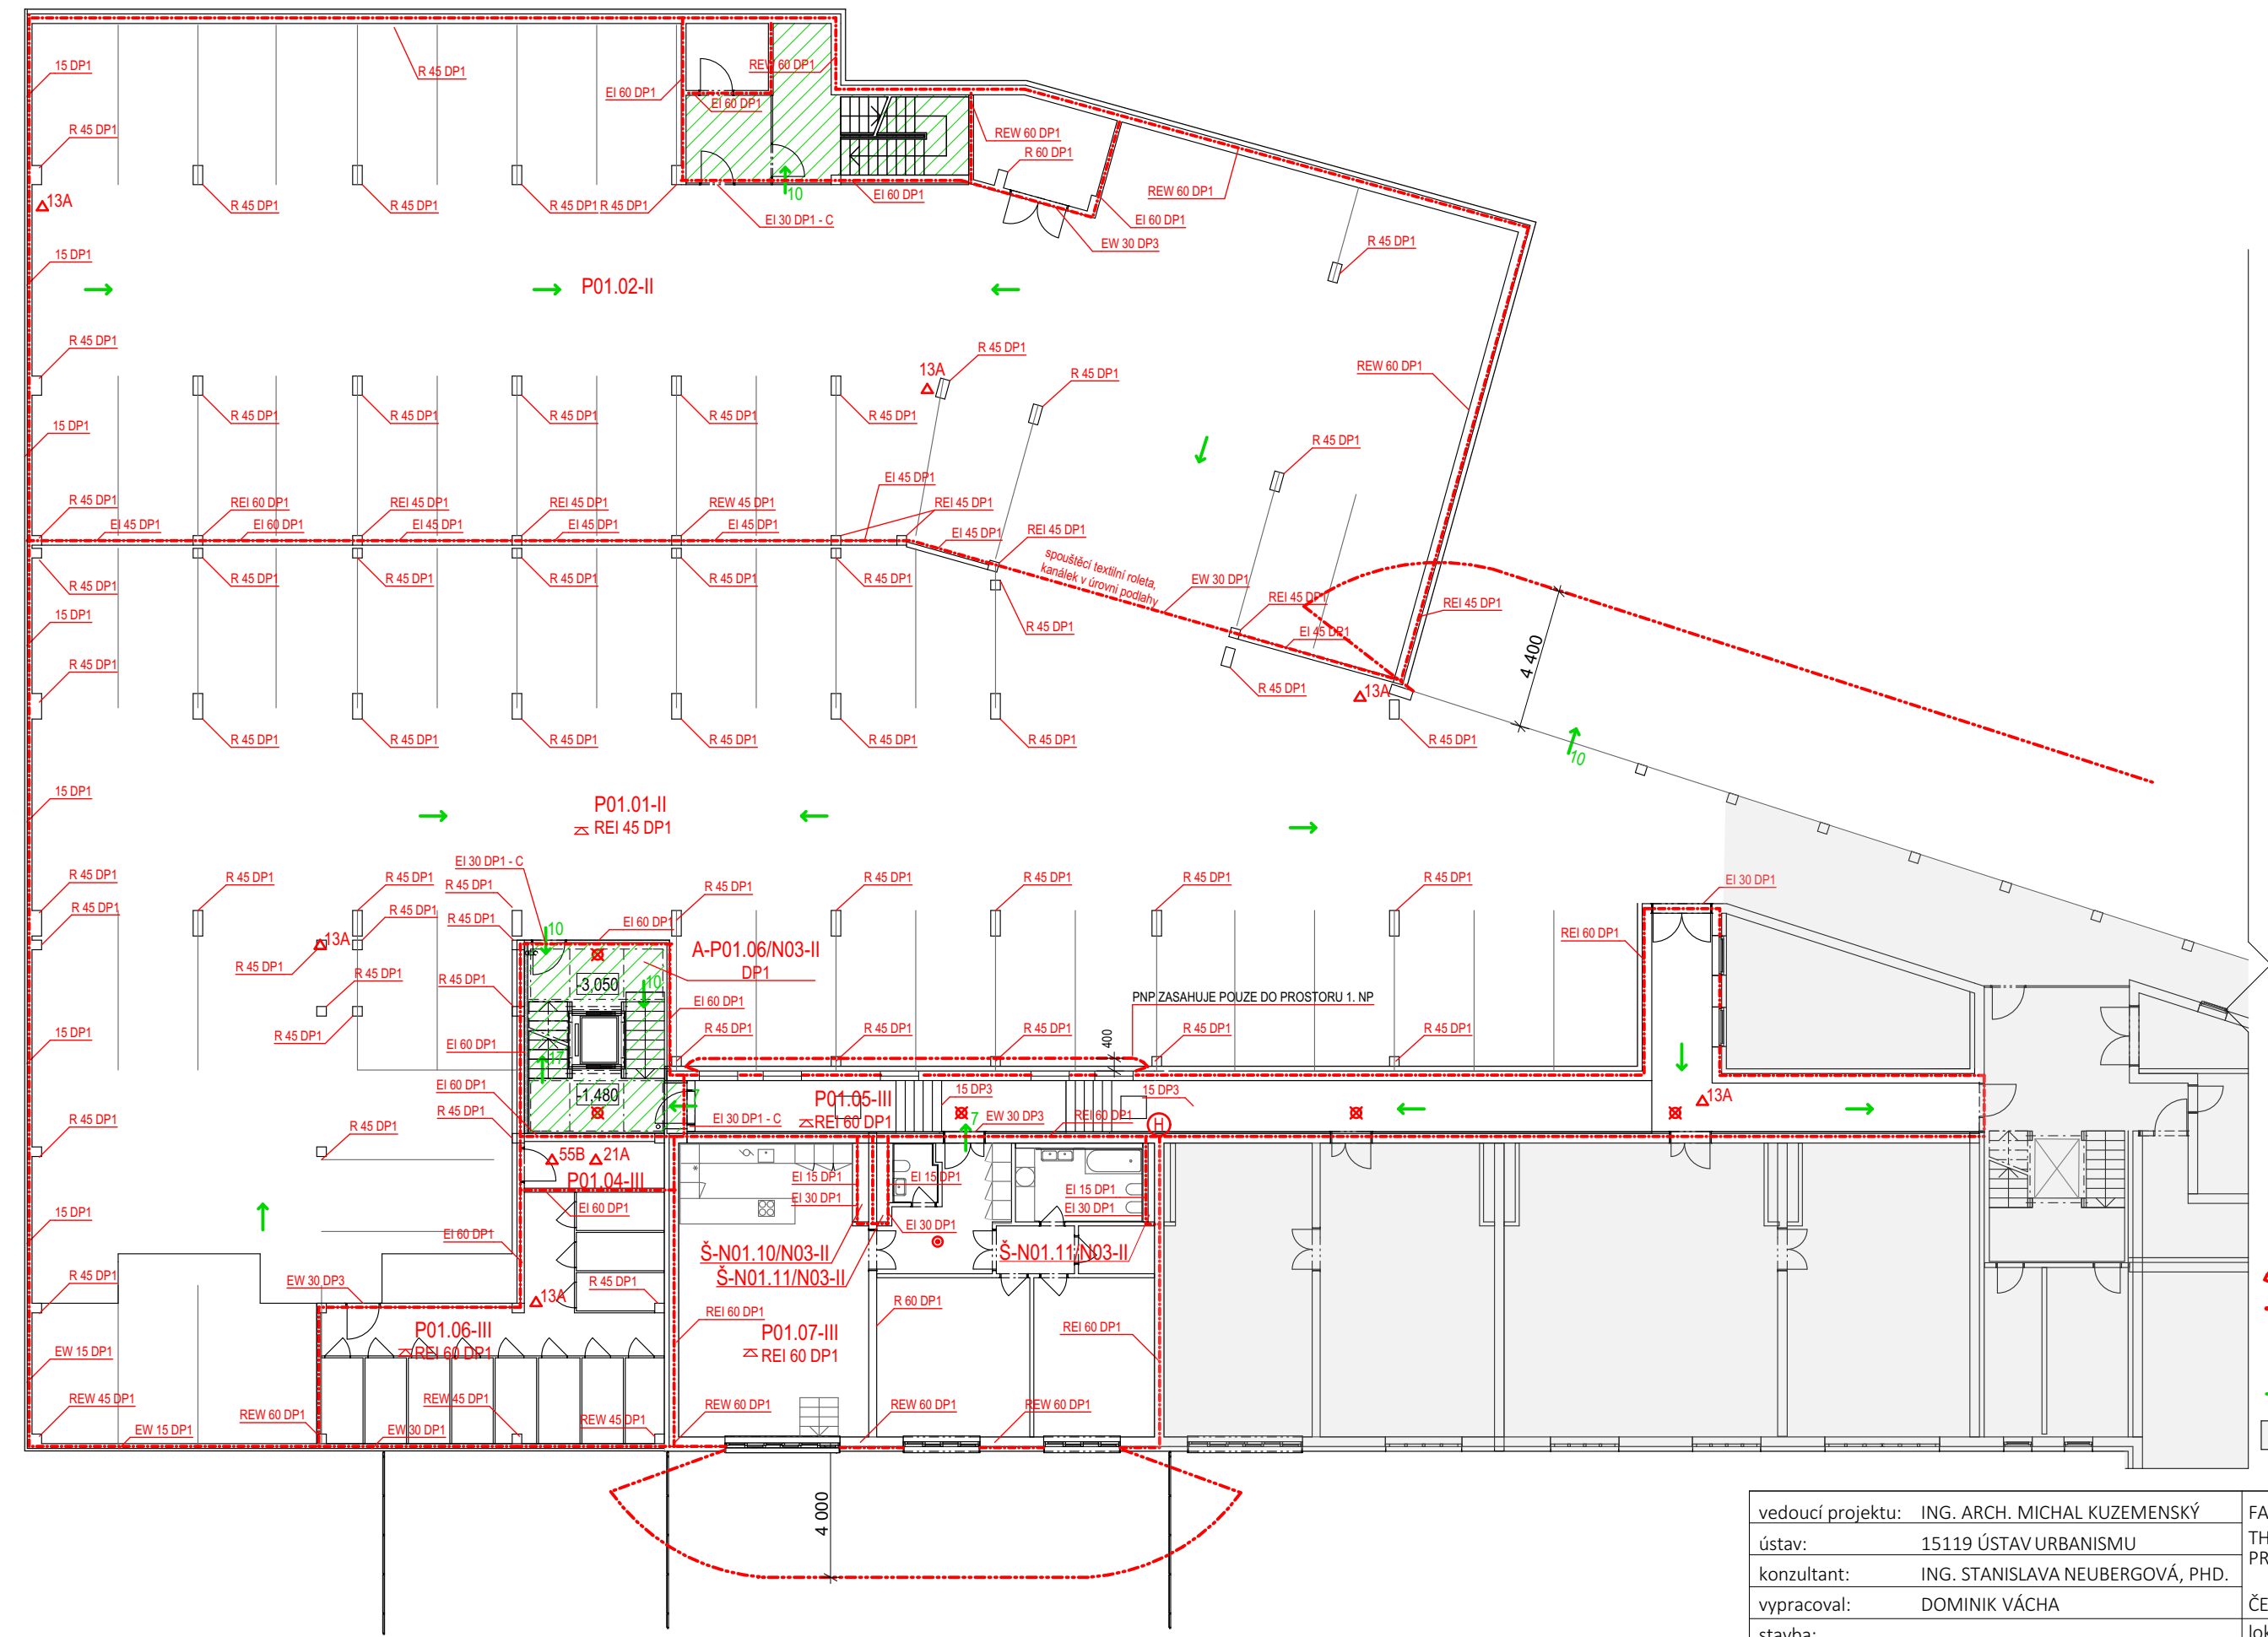 15 DP1
R 45 DP1
EI 60 DP1
REW 60 DP1
EI 60 DP1
R 45 DP1
REW 60 DP1
R 60 DP1
13A
R 45 DP1
R 45 DP1
R 45 DP1
R 45 DP1
10
EI 60 DP1
REW 60 DP1
EI 30 DP1 - C
EI 60 DP1
EW 30 DP3
R 45 DP1
15 DP1
P01.02-II
R 45 DP1
R 45 DP1
13A
R 45 DP1
REW 60 DP1
R 45 DP1
R 45 DP1
R 45 DP1
R 45 DP1
R 45 DP1
15 DP1
R 45 DP1
EI 45 DP1
R 45 DP1
REI 60 DP1
REI 45 DP1
REI 45 DP1
REW 45 DP1
REI 45 DP1
EI 45 DP1
EI 60 DP1
EI 45 DP1
EI 45 DP1
EI 45 DP1
EI 45 DP1
REI 45 DP1
spouštěcí textilní roleta,
kanálek v úrovni podlahy
EW 30 DP1
R 45 DP1
R 45 DP1
R 45 DP1
R 45 DP1
R 45 DP1
R 45 DP1
REI 45 DP1
REI 45 DP1
15 DP1
R 45 DP1
EI 45 DP1
4 400
R 45 DP1
R 45 DP1
13A
R 45 DP1
R 45 DP1
R 45 DP1
R 45 DP1
R 45 DP1
R 45 DP1
R 45 DP1
10
15 DP1
P01.01-II
REI 45 DP1
EI 30 DP1 - C
R 45 DP1
R 45 DP1
R 45 DP1
R 45 DP1
R 45 DP1
R 45 DP1
R 45 DP1
R 45 DP1
R 45 DP1
EI 30 DP1
R 45 DP1
R 45 DP1
R 45 DP1
10
EI 60 DP1
REI 60 DP1
13A
A-P01.06/N03-II
DP1
R 45 DP1
R 45 DP1
R 45 DP1
-3,050
10
EI 60 DP1
PNP ZASAHUJE POUZE DO PROSTORU 1. NP
15 DP1
R 45 DP1
EI 60 DP1
17
R 45 DP1
R 45 DP1
R 45 DP1
400
R 45 DP1
R 45 DP1
EI 60 DP1
-1,480
7
P01.05-III
REI 60 DP1
15 DP3
15 DP3
13A
R 45 DP1
R 45 DP1
R 45 DP1
EI 30 DP1 - C
7
EW 30 DP3
REI 60 DP1
H
55B
21A
P01.04-III
EI 15 DP1
EI 15 DP1
EI 15 DP1
EI 60 DP1
EI 30 DP1
EI 30 DP1
EI 30 DP1
15 DP1
EI 60 DP1
Š-N01.10/N03-II
Š-N01.11/N03-II
Š-N01.11/N03-II
R 45 DP1
EW 30 DP3
13A
R 45 DP1
REI 60 DP1
R 60 DP1
P01.06-III
REI 60 DP1
P01.07-III
REI 60 DP1
REI 60 DP1
EW 15 DP1
REW 45 DP1
REW 60 DP1
REW 45 DP1
REW 45 DP1
REW 60 DP1
REW 60 DP1
REW 60 DP1
EW 15 DP1
EW 30 DP1
4 000
vedoucí projektu: ING. ARCH. MICHAL KUZEMENSKÝ FA
ústav: 15119 ÚSTAV URBANISMU TH
PR
konzultant: ING. STANISLAVA NEUBERGOVÁ, PHD.
vypracoval: DOMINIK VÁCHA ČE
stavba: lok